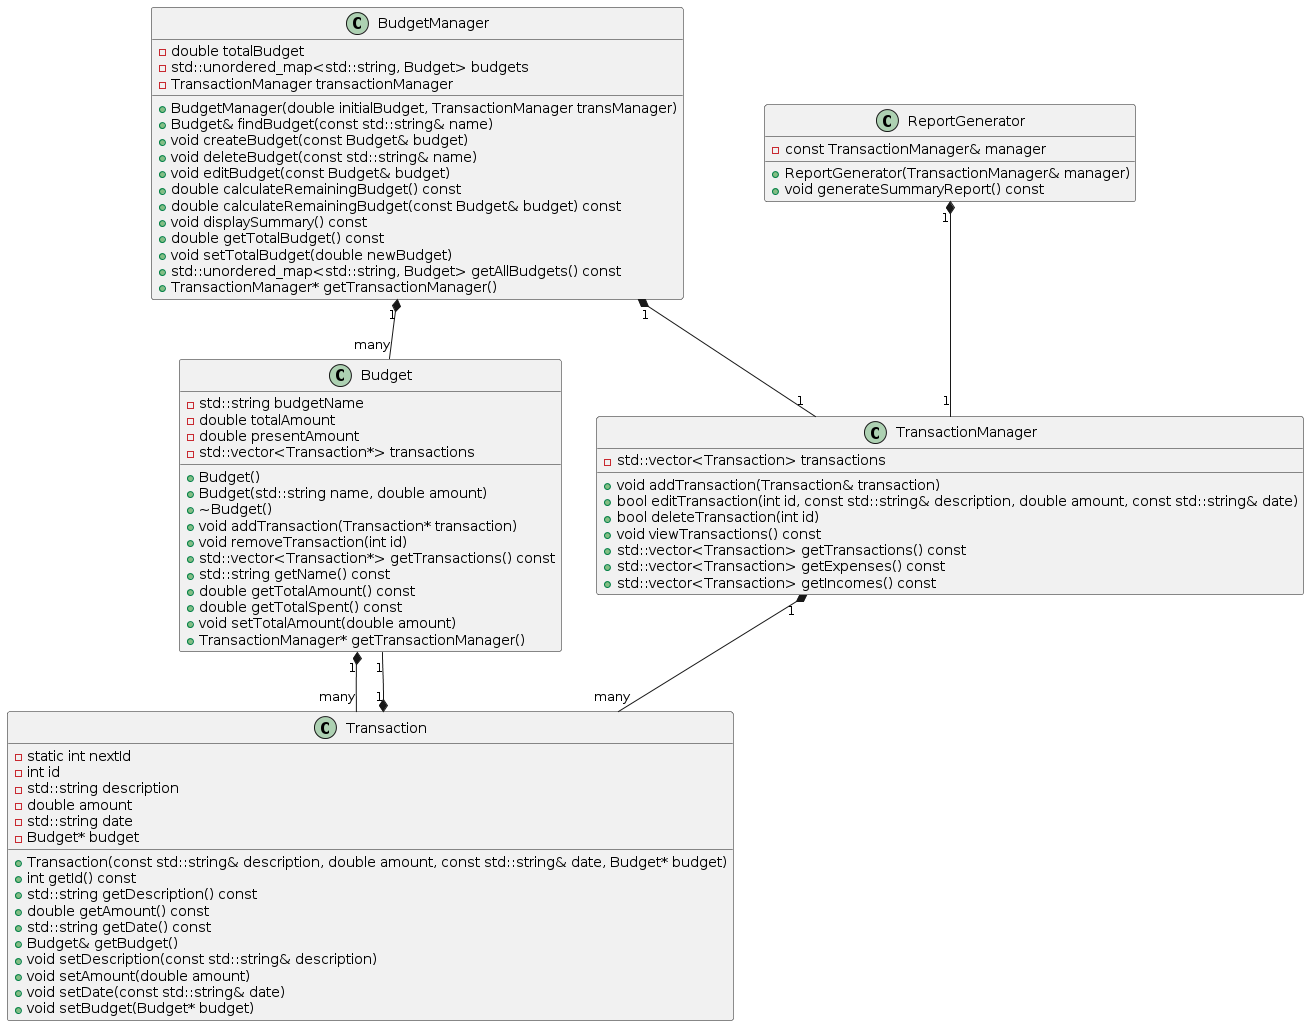 C BudgetManager
double totalBudget
std::unordered_map<std::string, Budget> budgets
TransactionManager transactionManager
BudgetManager(double initialBudget, TransactionManager transManager)
Budget& findBudget(const std::string& name)
void createBudget(const Budget& budget)
void deleteBudget(const std::string& name)
void editBudget(const Budget& budget)
double calculateRemainingBudget() const
double calculateRemainingBudget(const Budget& budget) const
void displaySummary() const
double getTotalBudget() const
void setTotalBudget(double newBudget)
std::unordered_map<std::string, Budget> getAllBudgets() const
TransactionManager* getTransactionManager()
C ReportGenerator
const TransactionManager& manager
ReportGenerator(TransactionManager& manager)
void generateSummaryReport() const
1
many
1
1
1
1
C Budget
std::string budgetName
double totalAmount
double presentAmount
std::vector<Transaction*> transactions
Budget()
Budget(std::string name, double amount)
~Budget()
void addTransaction(Transaction* transaction)
void removeTransaction(int id)
std::vector<Transaction*> getTransactions() const
std::string getName() const
double getTotalAmount() const
double getTotalSpent() const
void setTotalAmount(double amount)
TransactionManager* getTransactionManager()
C TransactionManager
std::vector<Transaction> transactions
void addTransaction(Transaction& transaction)
bool editTransaction(int id, const std::string& description, double amount, const std::string& date)
bool deleteTransaction(int id)
void viewTransactions() const
std::vector<Transaction> getTransactions() const
std::vector<Transaction> getExpenses() const
std::vector<Transaction> getIncomes() const
1
many
1
1
1
many
C Transaction
static int nextId
int id
std::string description
double amount
std::string date
Budget* budget
Transaction(const std::string& description, double amount, const std::string& date, Budget* budget)
int getId() const
std::string getDescription() const
double getAmount() const
std::string getDate() const
Budget& getBudget()
void setDescription(const std::string& description)
void setAmount(double amount)
void setDate(const std::string& date)
void setBudget(Budget* budget)